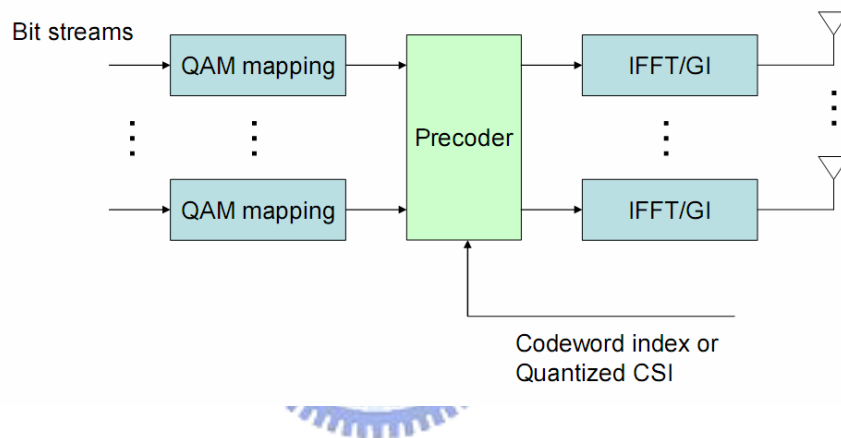 Bit streams
QAM mapping
IFFT/GI
Precoder
QAM mapping
IFFT/GI
Codeword index or
Quantized CSI